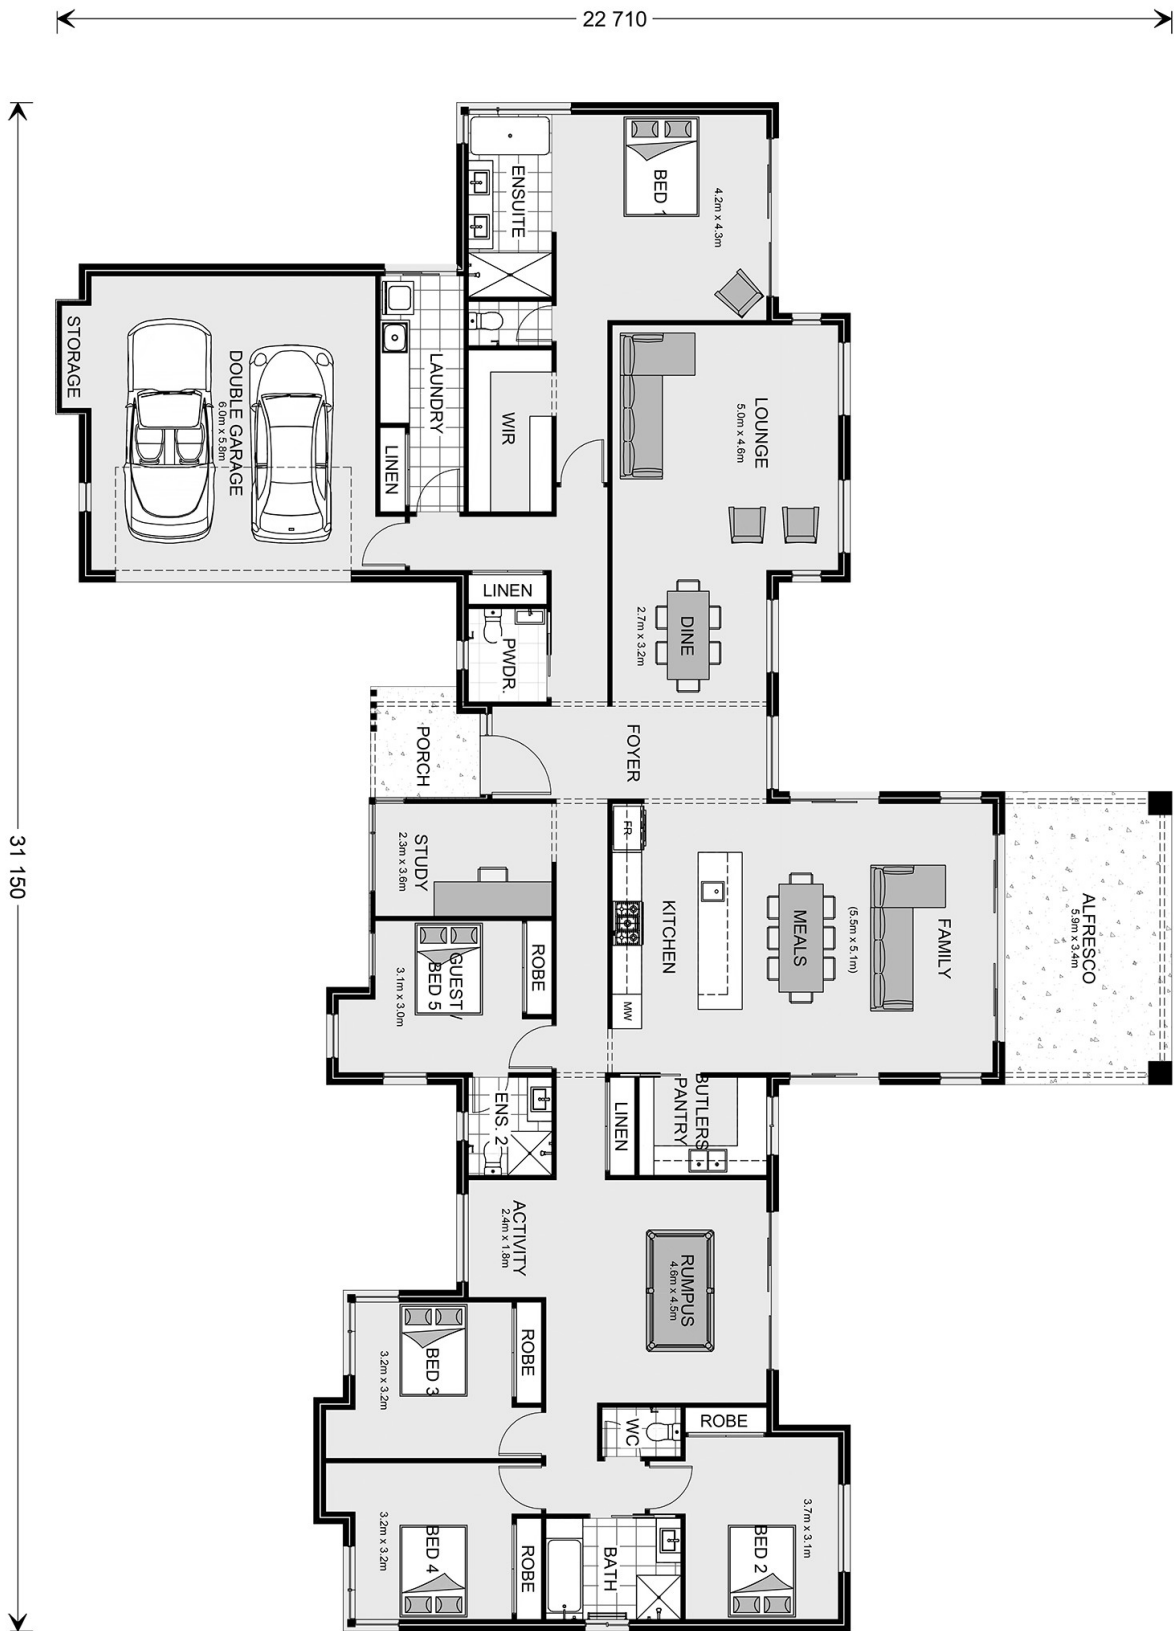 22 710
31 150
ENSUITE
BED 1
4.2m x 4.3m
STORAGE
DOUBLE GARAGE
6.0m x 5.8m
LAUNDRY
LINEN
WIR
LOUNGE
5.0m x 4.6m
LINEN
PWDR.
DINE
2.7m x 3.2m
PORCH
FOYER
STUDY
2.3m x 3.6m
FR
KITCHEN
MW
MEALS
(5.5m x 5.1m)
FAMILY
ALFRESCO
5.9m x 3.4m
GUEST /
BED 5
3.1m x 3.0m
ROBE
ENS. 2
LINEN
BUTLERS
PANTRY
ACTIVITY
2.4m x 1.8m
RUMPUS
4.6m x 4.5m
BED 3
3.2m x 3.2m
ROBE
WC
ROBE
BED 4
3.2m x 3.2m
ROBE
BATH
BED 2
3.7m x 3.1m